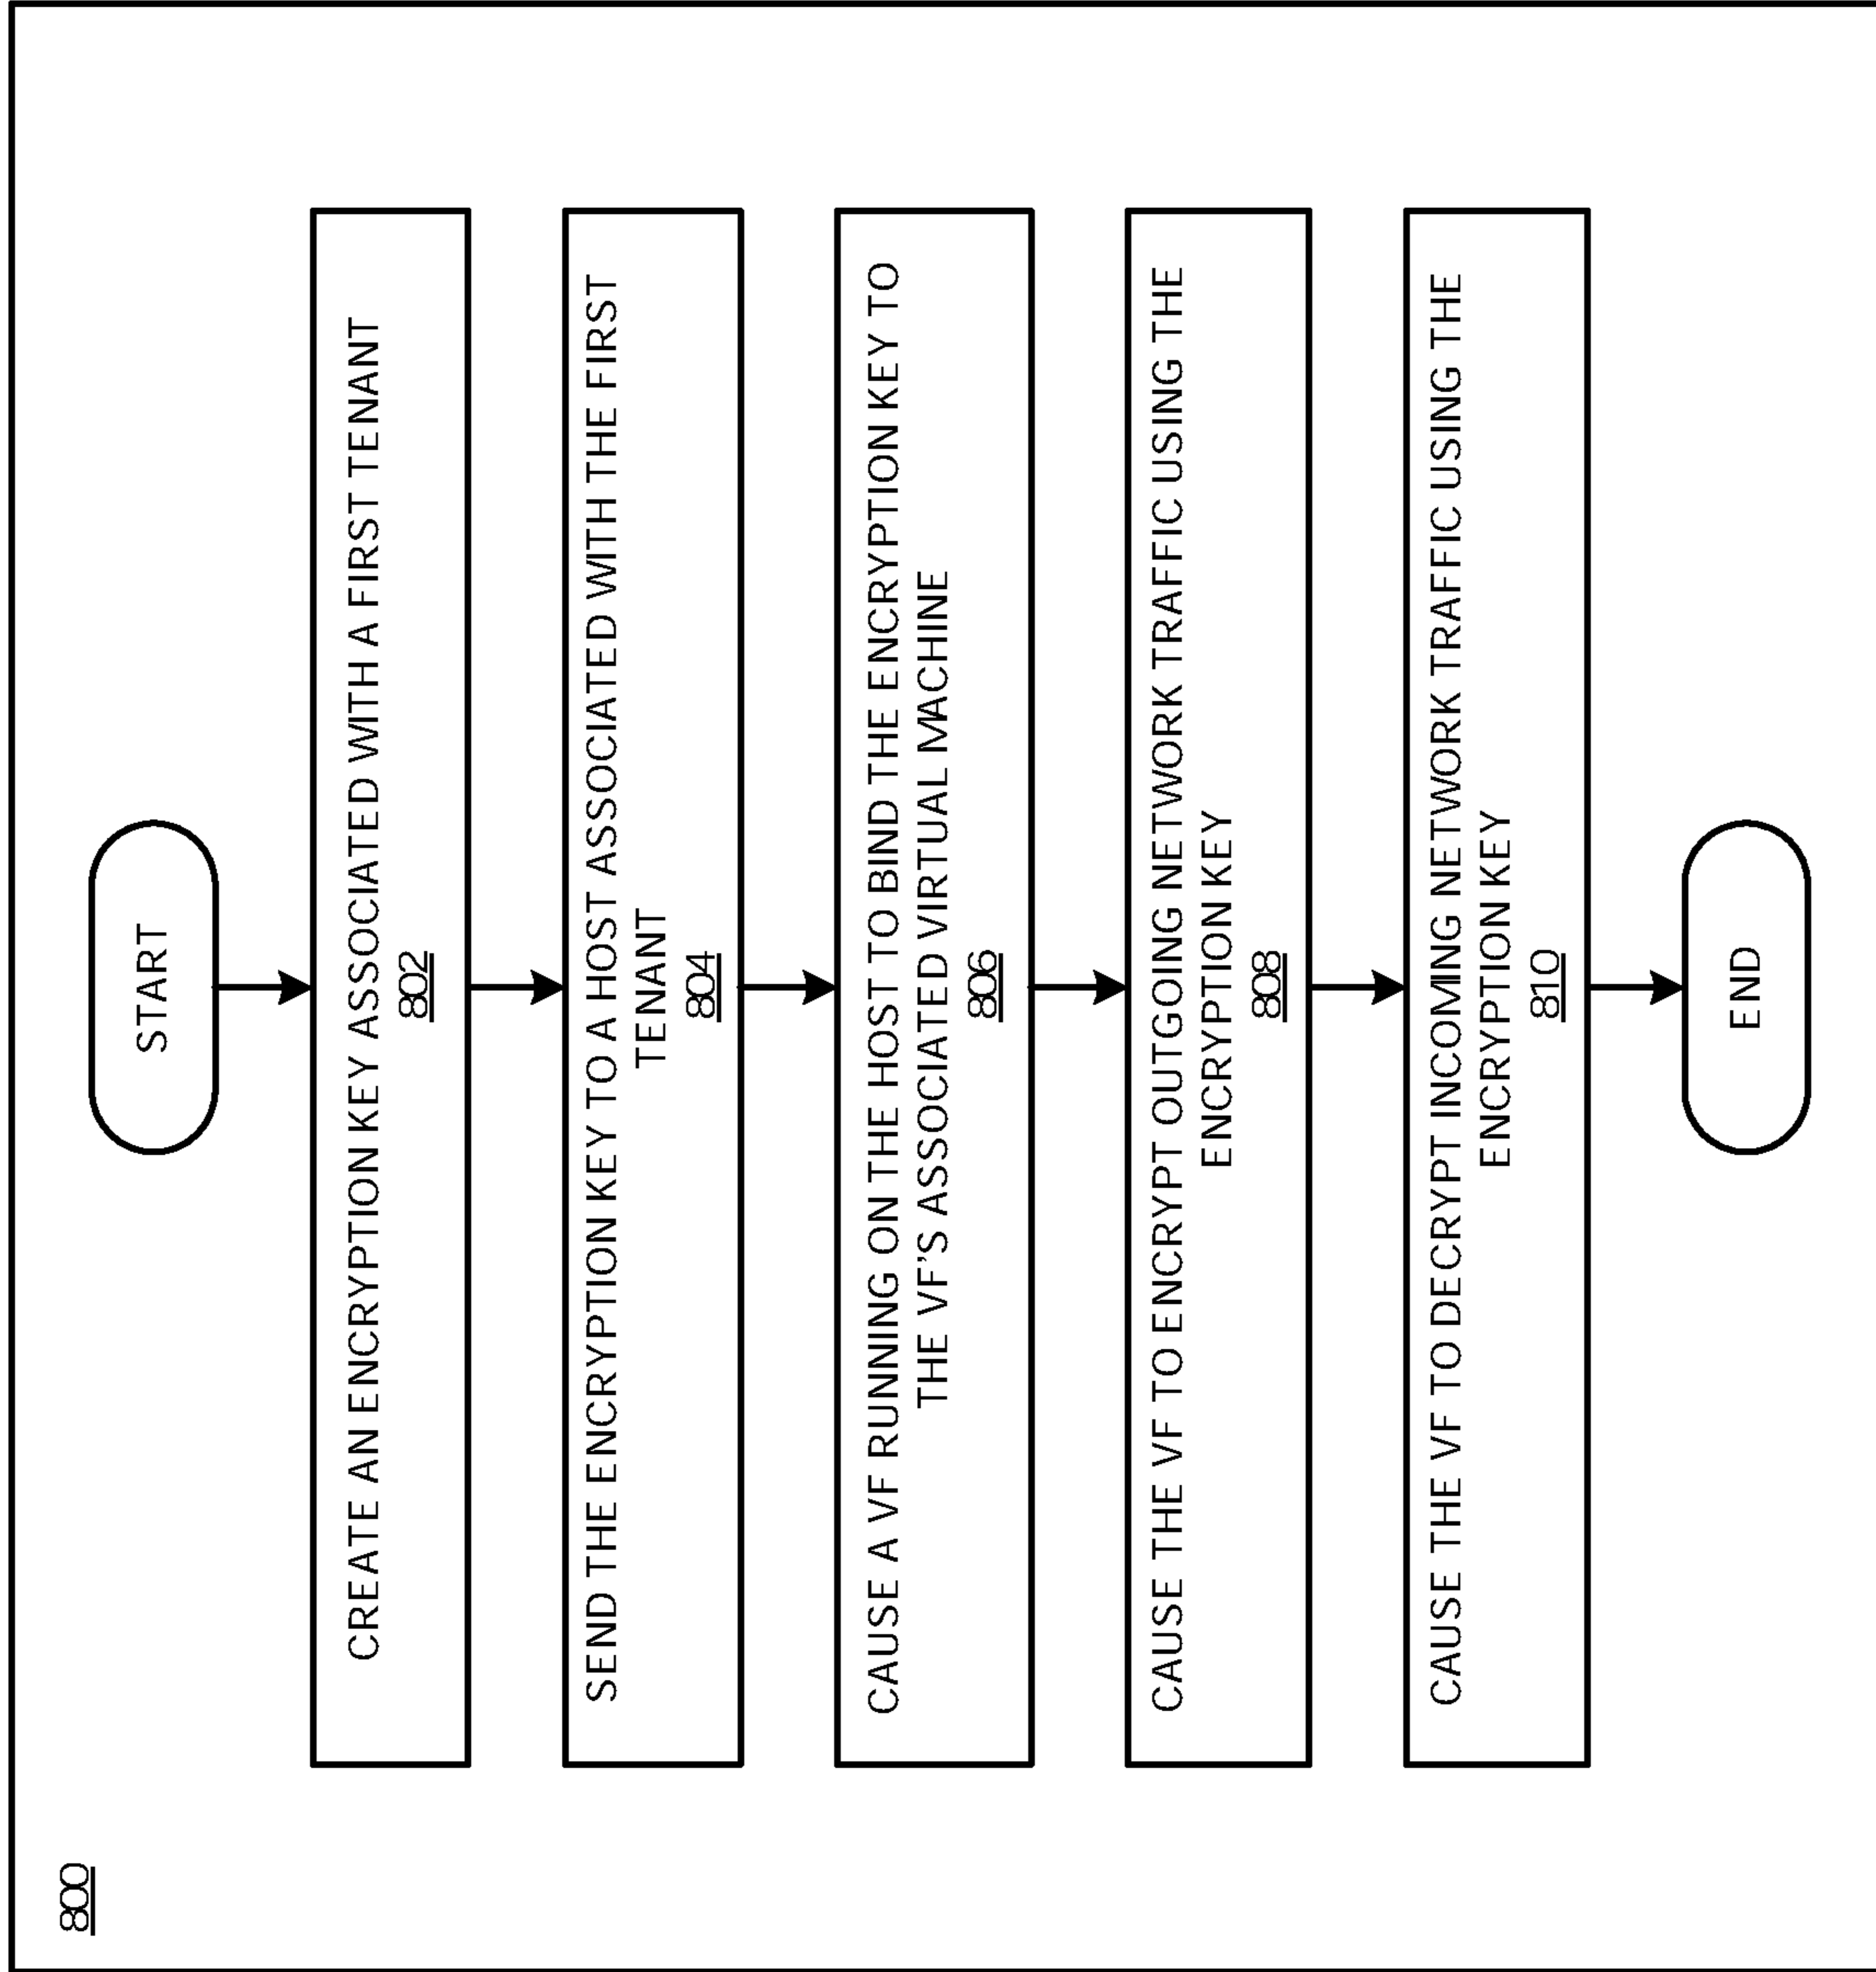 800
START
CREATE AN ENCRYPTION KEY ASSOCIATED WITH A FIRST TENANT
802
SEND THE ENCRYPTION KEY TO A HOST ASSOCIATED WITH THE FIRST
TENANT
804
CAUSE A VF RUNNING ON THE HOST TO BIND THE ENCRYPTION KEY TO
THE VF'S ASSOCIATED VIRTUAL MACHINE
806
CAUSE THE VF TO ENCRYPT OUTGOING NETWORK TRAFFIC USING THE
ENCRYPTION KEY
808
CAUSE THE VF TO DECRYPT INCOMING NETWORK TRAFFIC USING THE
ENCRYPTION KEY
810
END